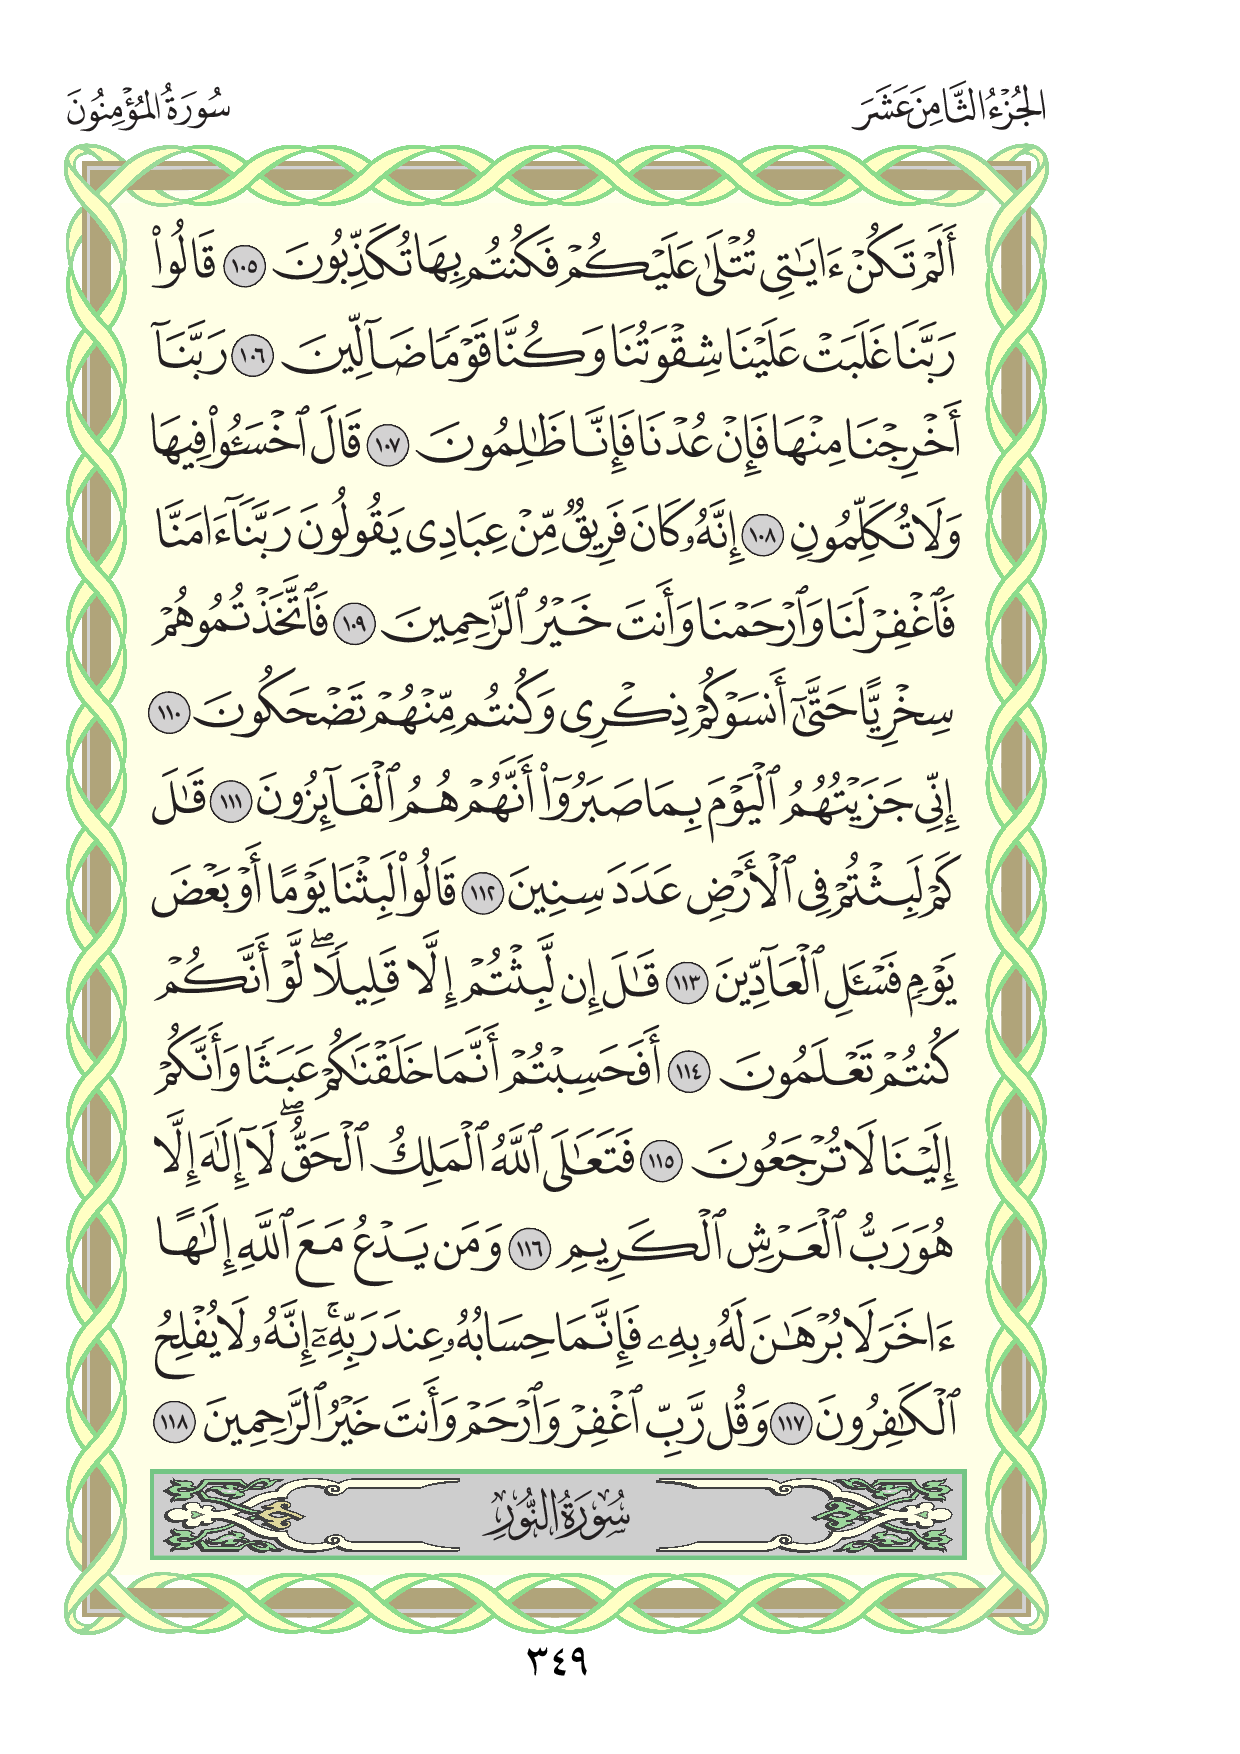 الجُزْءُ الثَّامِنَ عَشَرَ
سُورَةُ المُؤْمِنُونَ
أَلَمْ تَكُنْ ءَايَٰتِى تُتْلَىٰ عَلَيْكُمْ فَكُنتُم بِهَا تُكَذِّبُونَ ١٠٥ قَالُوا۟
رَبَّنَا غَلَبَتْ عَلَيْنَا شِقْوَتُنَا وَكُنَّا قَوْمًا ضَآلِّينَ ١٠٦ رَبَّنَآ
أَخْرِجْنَا مِنْهَا فَإِنْ عُدْنَا فَإِنَّا ظَٰلِمُونَ ١٠٧ قَالَ ٱخْسَـُٔوا۟ فِيهَا
وَلَا تُكَلِّمُونِ ١٠٨ إِنَّهُۥ كَانَ فَرِيقٌ مِّنْ عِبَادِى يَقُولُونَ رَبَّنَآ ءَامَنَّا
فَٱغْفِرْ لَنَا وَٱرْحَمْنَا وَأَنتَ خَيْرُ ٱلرَّٰحِمِينَ ١٠٩ فَٱتَّخَذْتُمُوهُمْ
سِخْرِيًّا حَتَّىٰٓ أَنسَوْكُمْ ذِكْرِى وَكُنتُم مِّنْهُمْ تَضْحَكُونَ ١١٠
إِنِّى جَزَيْتُهُمُ ٱلْيَوْمَ بِمَا صَبَرُوٓا۟ أَنَّهُمْ هُمُ ٱلْفَآئِزُونَ ١١١ قَٰلَ
كَمْ لَبِثْتُمْ فِى ٱلْأَرْضِ عَدَدَ سِنِينَ ١١٢ قَالُوا۟ لَبِثْنَا يَوْمًا أَوْ بَعْضَ
يَوْمٍ فَسْـَٔلِ ٱلْعَآدِّينَ ١١٣ قَٰلَ إِن لَّبِثْتُمْ إِلَّا قَلِيلًا ۖ لَّوْ أَنَّكُمْ
كُنتُمْ تَعْلَمُونَ ١١٤ أَفَحَسِبْتُمْ أَنَّمَا خَلَقْنَٰكُمْ عَبَثًا وَأَنَّكُمْ
إِلَيْنَا لَا تُرْجَعُونَ ١١٥ فَتَعَٰلَى ٱللَّهُ ٱلْمَلِكُ ٱلْحَقُّ ۖ لَآ إِلَٰهَ إِلَّا
هُوَ رَبُّ ٱلْعَرْشِ ٱلْكَرِيمِ ١١٦ وَمَن يَدْعُ مَعَ ٱللَّهِ إِلَٰهًا
ءَاخَرَ لَا بُرْهَٰنَ لَهُۥ بِهِۦ فَإِنَّمَا حِسَابُهُۥ عِندَ رَبِّهِۦٓ ۚ إِنَّهُۥ لَا يُفْلِحُ
ٱلْكَٰفِرُونَ ١١٧ وَقُل رَّبِّ ٱغْفِرْ وَٱرْحَمْ وَأَنتَ خَيْرُ ٱلرَّٰحِمِينَ ١١٨
سُورَةُ النُّورِ
٣٤٩